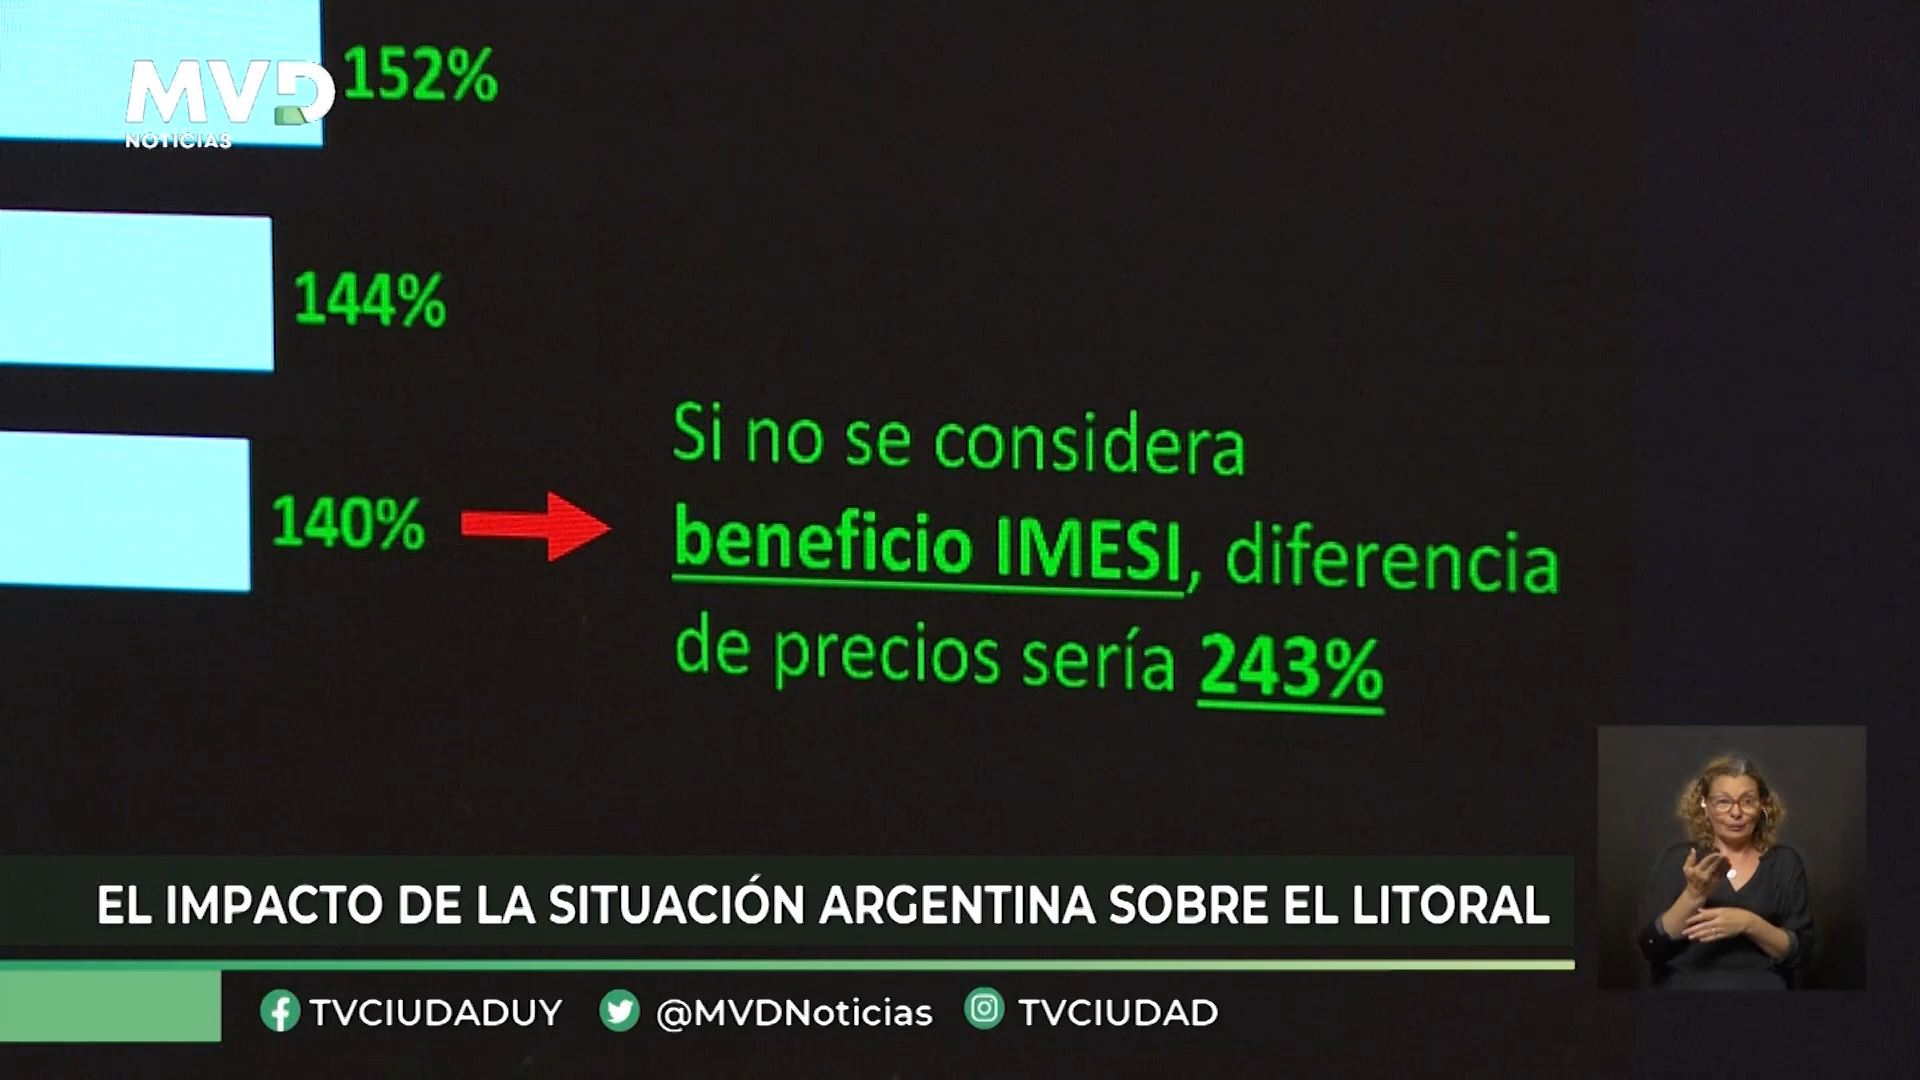 MVD
NOTICIAS
152%
144%
140%
Si no se considera
beneficio IMESI, diferencia
de precios sería 243%
EL IMPACTO DE LA SITUACIÓN ARGENTINA SOBRE EL LITORAL
TVCIUDADUY @MVDNoticias TVCIUDAD